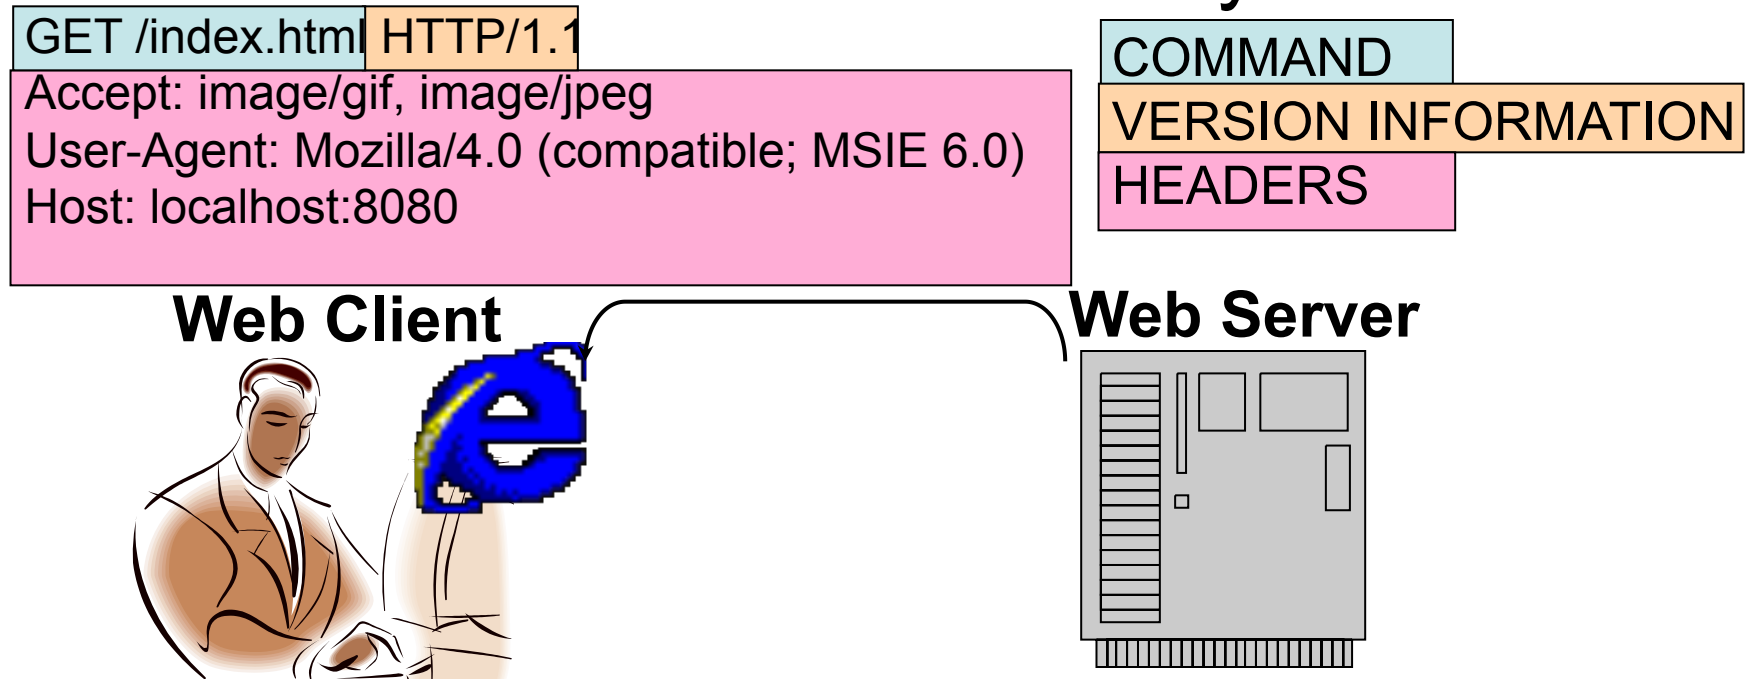 GET /index.html HTTP/1.1
Accept: image/gif, image/jpeg
User-Agent: Mozilla/4.0 (compatible; MSIE 6.0)
Host: localhost:8080
COMMAND
VERSION INFORMATION
HEADERS
Web Client
Web Server